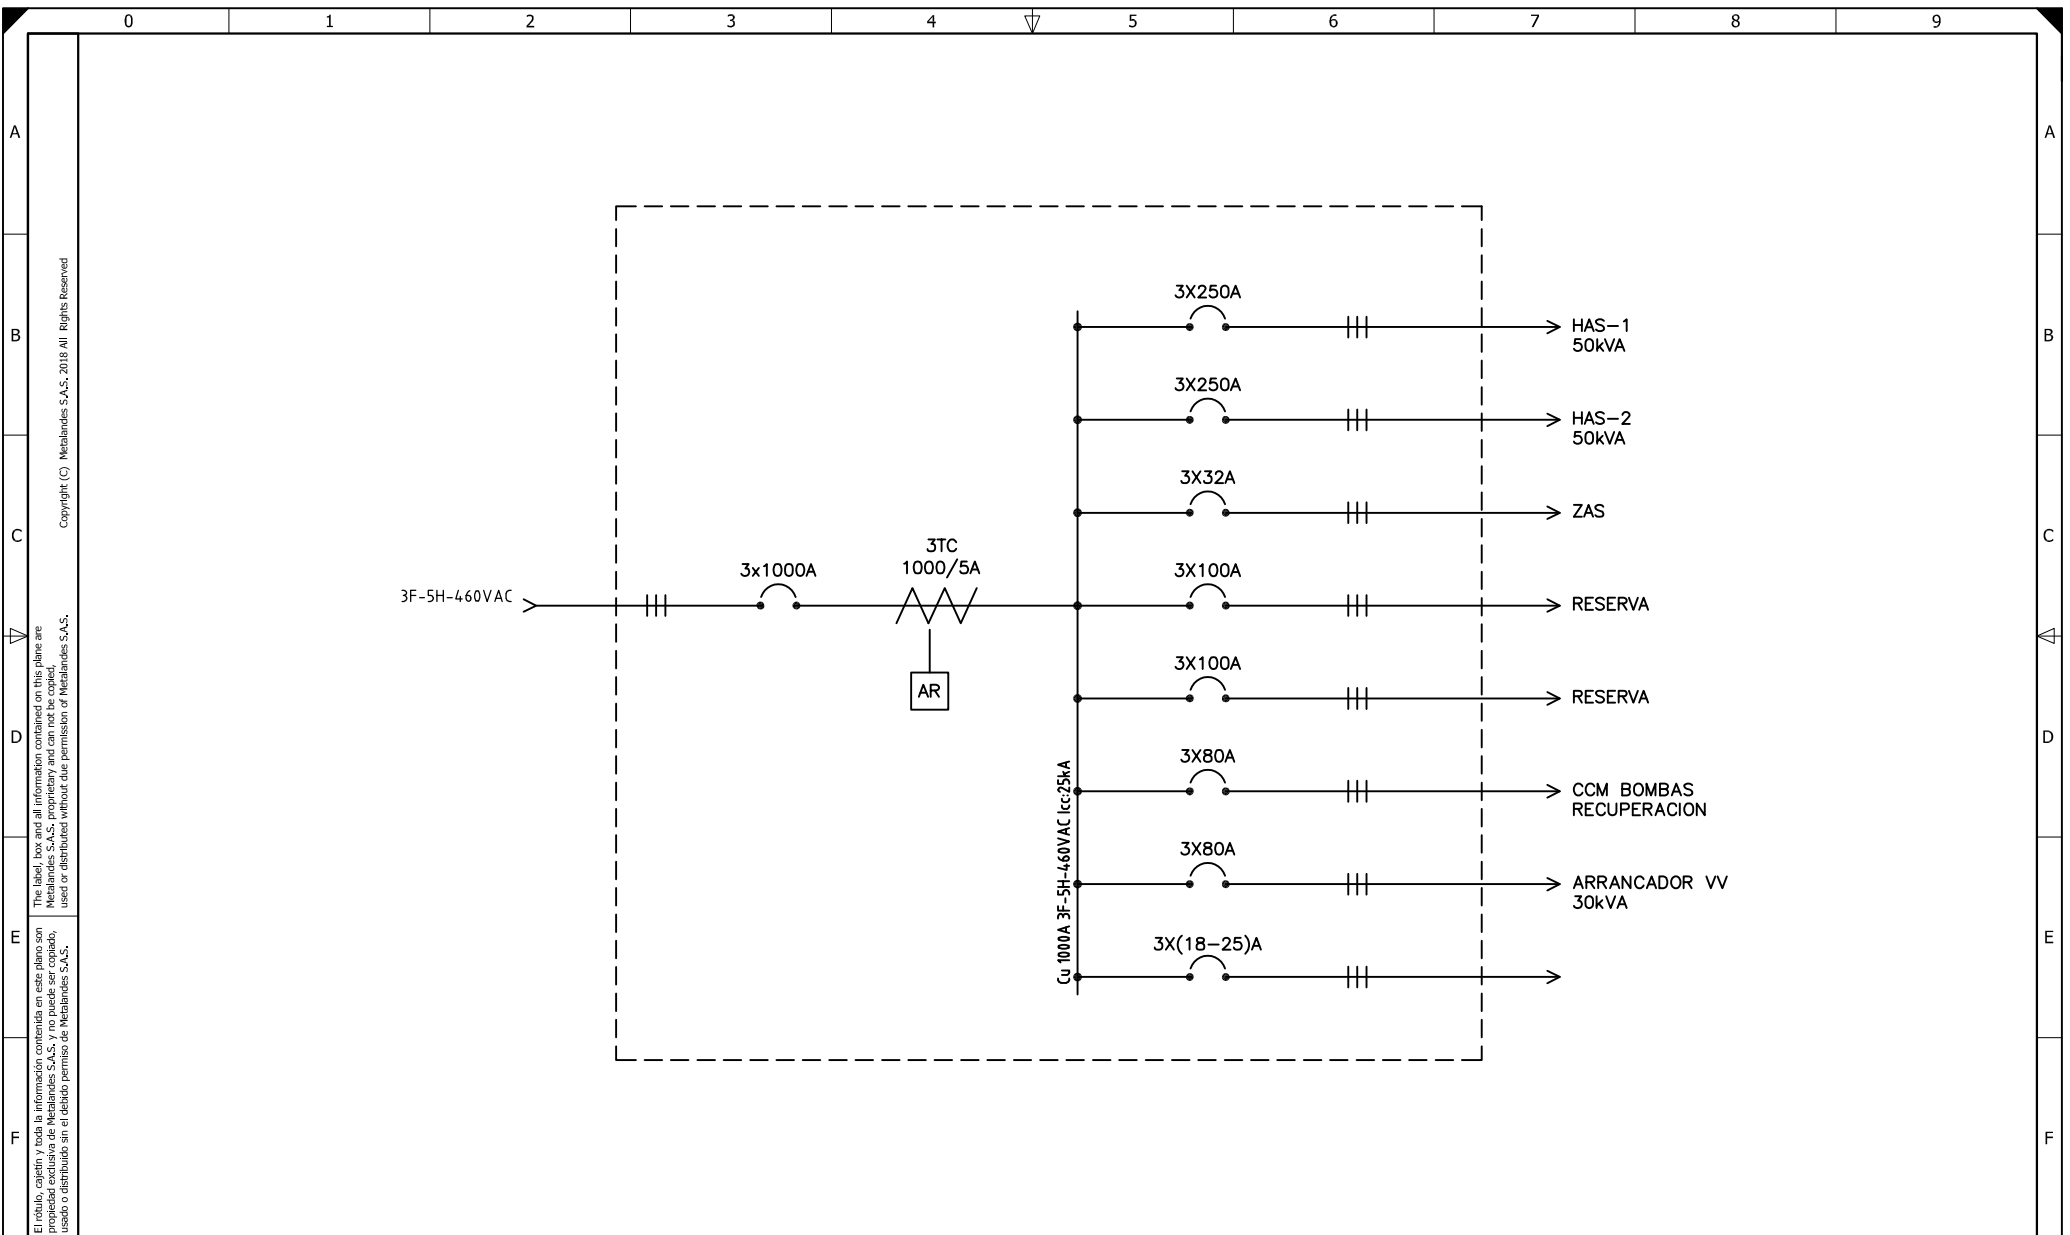 0 1 2 3 4 5 6 7 8 9
A A
B B
C C
D D
E E
F F
Copyright (C) Metalandes S.A.S. 2018 All Rights Reserved
The label, box and all information contained on this plane are
Metalandes S.A.S. proprietary and can not be copied,
used or distributed without due permission of Metalandes S.A.S.
El rótulo, cajetín y toda la información contenida en este plano son
propiedad exclusiva de Metalandes S.A.S. y no puede ser copiado,
usado o distribuido sin el debido permiso de Metalandes S.A.S.
3F-5H-460VAC
3x1000A
3TC
1000/5A
AR
Cu 1000A 3F-5H-460VAC Icc:25kA
3X250A
HAS-1
50kVA
3X250A
HAS-2
50kVA
3X32A
ZAS
3X100A
RESERVA
3X100A
RESERVA
3X80A
CCM BOMBAS
RECUPERACION
3X80A
ARRANCADOR VV
30kVA
3X(18-25)A